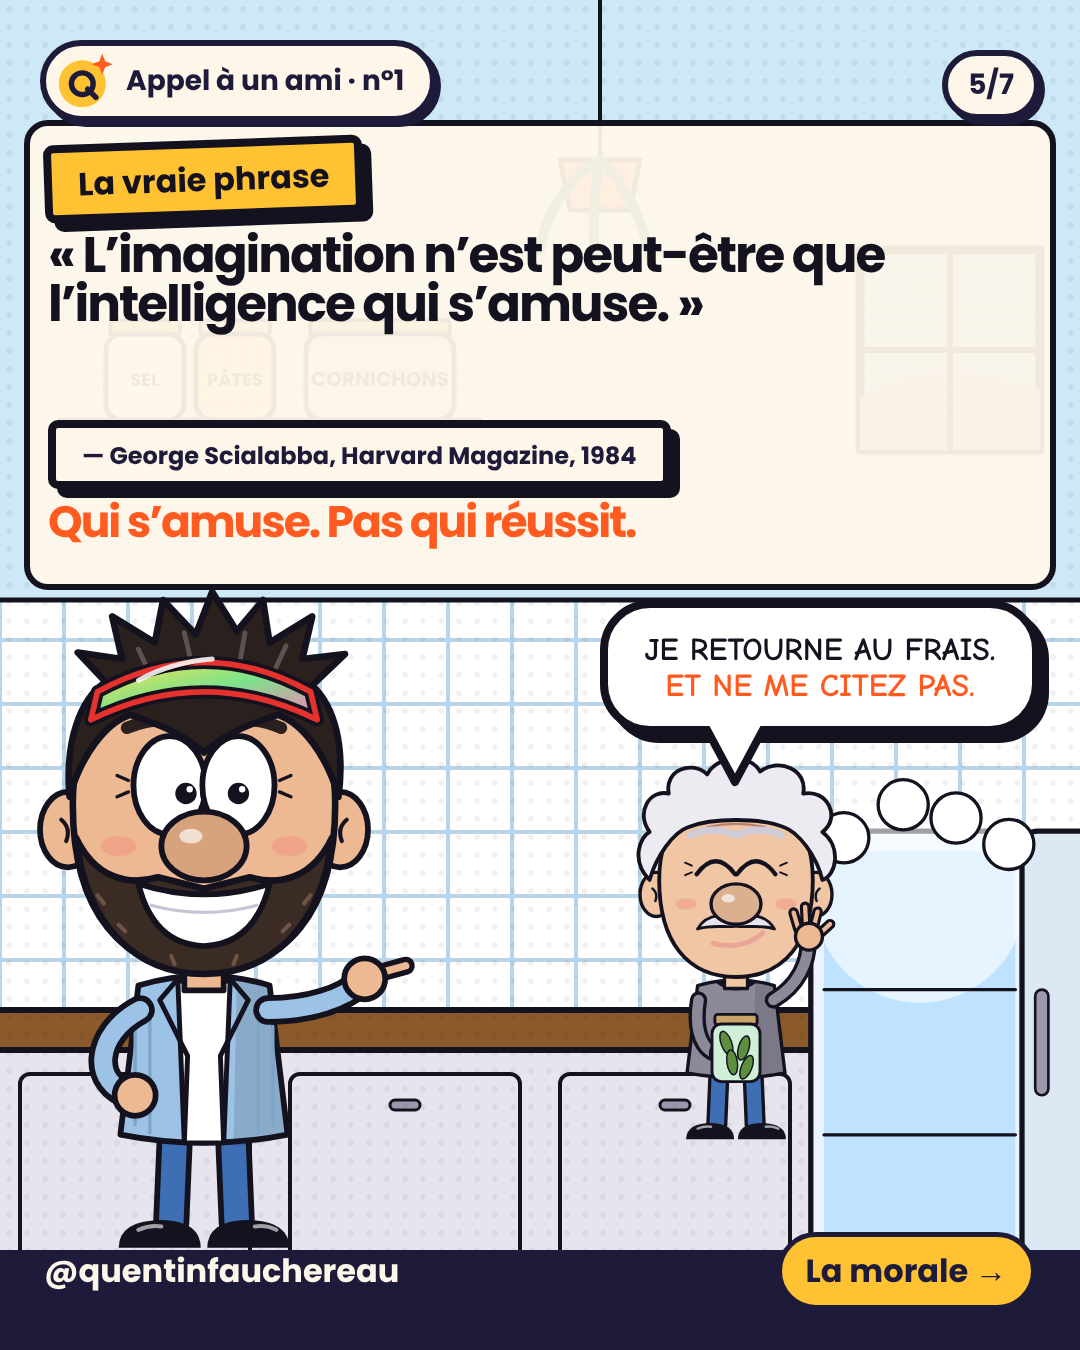 Q Appel à un ami · n°1
5/7
La vraie phrase
« L’imagination n’est peut-être que
l’intelligence qui s’amuse. »
SEL
PÂTES
CORNICHONS
— George Scialabba, Harvard Magazine, 1984
Qui s’amuse. Pas qui réussit.
JE RETOURNE AU FRAIS.
ET NE ME CITEZ PAS.
@quentinfauchereau
La morale →